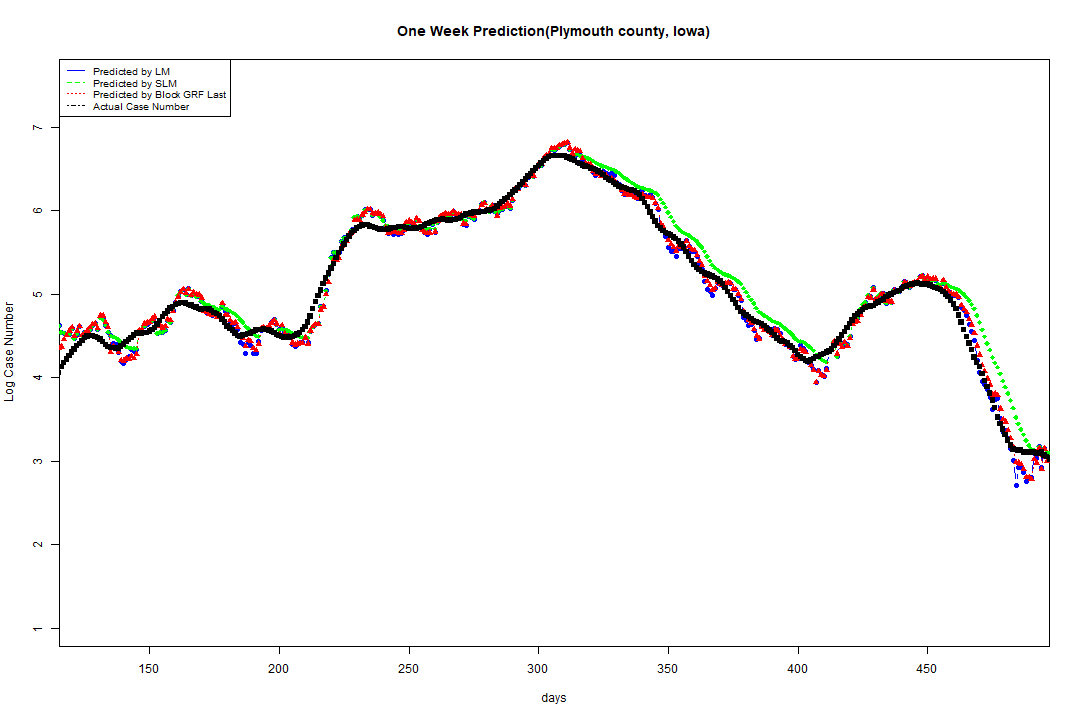 One Week Prediction(Plymouth county, Iowa)
Predicted by LM
Predicted by SLM
Predicted by Block GRF Last
Actual Case Number
Log Case Number
7
6
5
4
3
2
1
150 200 250 300 350 400 450
days